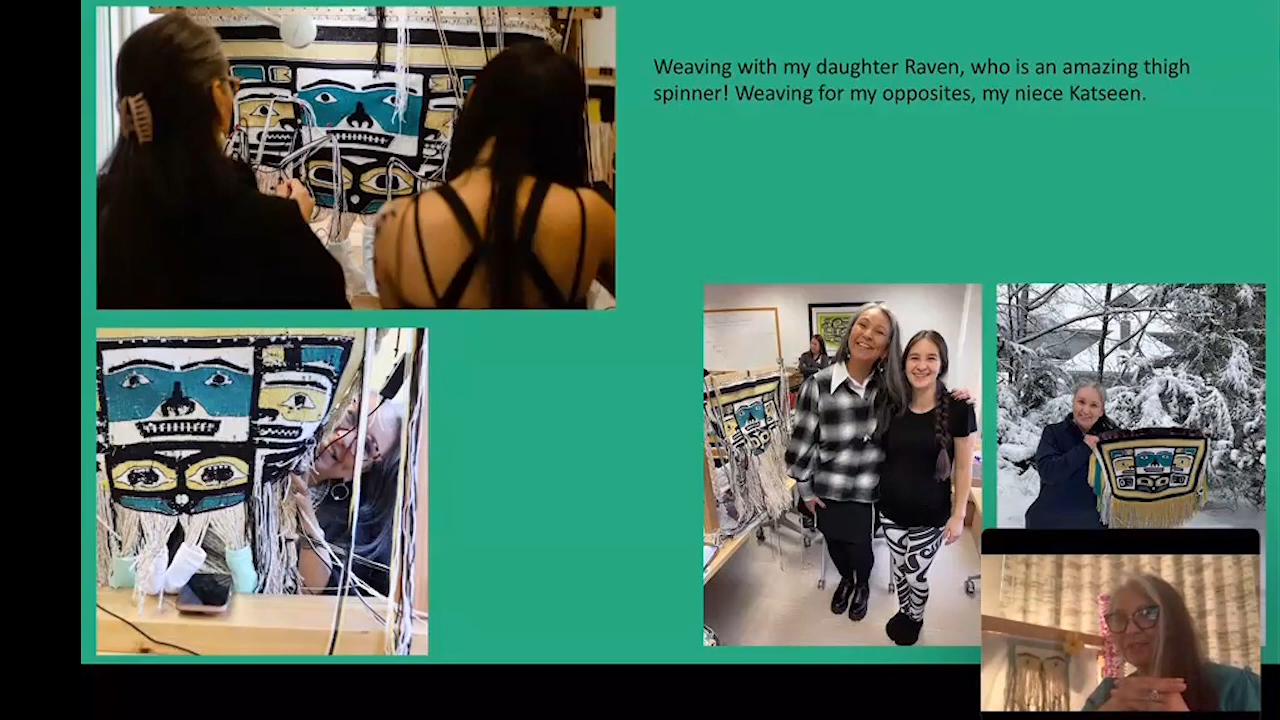 Weaving with my daughter Raven, who is an amazing thigh
spinner! Weaving for my opposites, my niece Katseen.